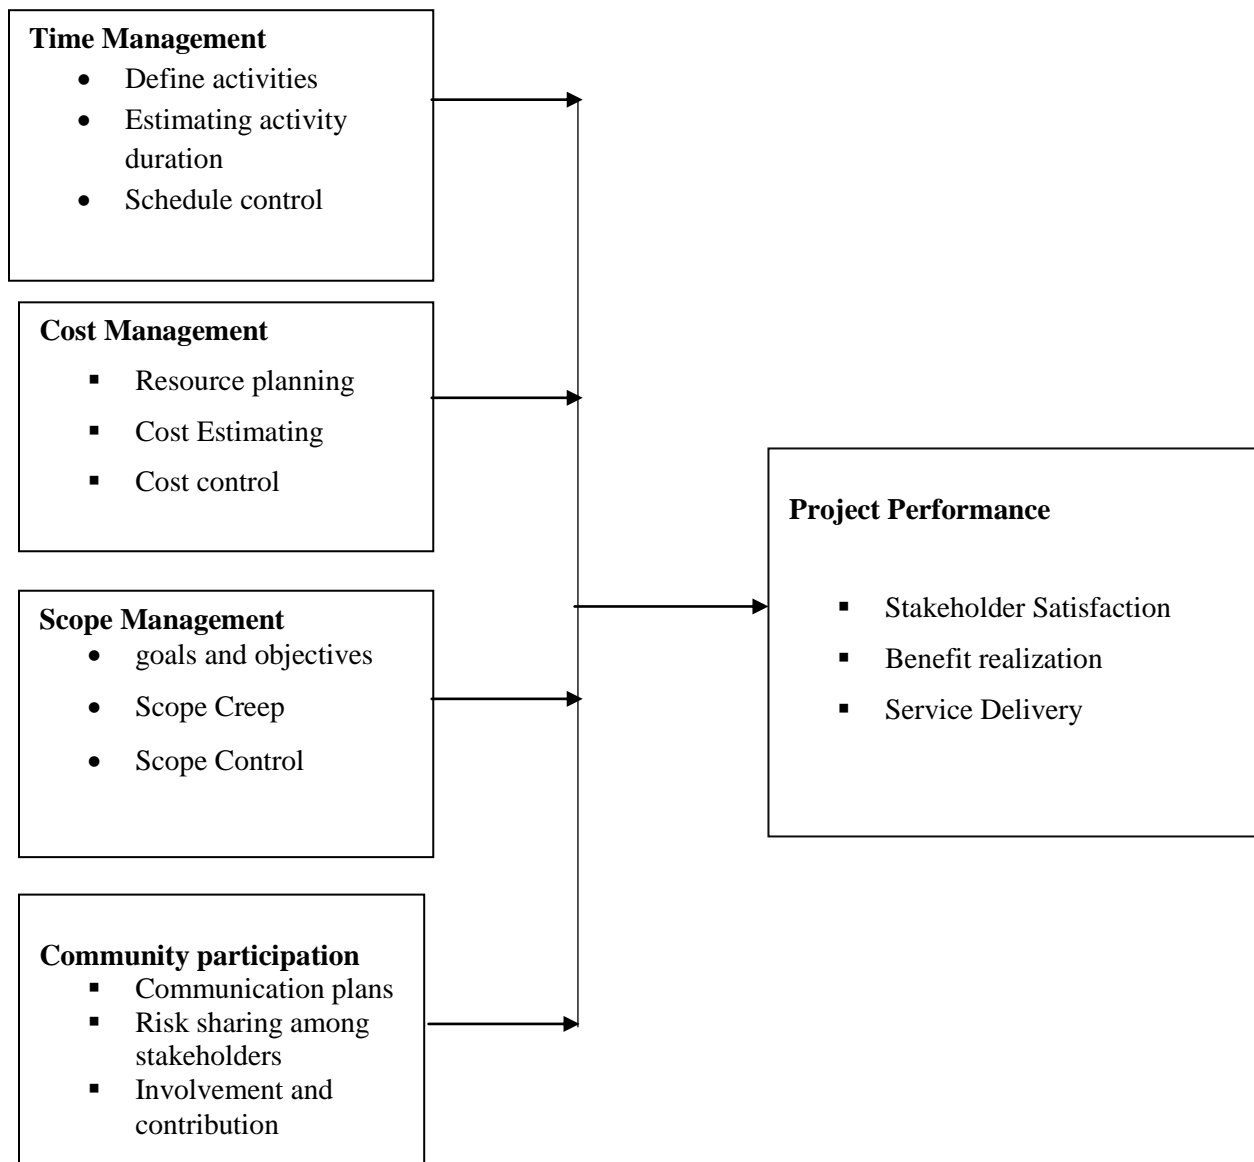 Time Management
• Define activities
• Estimating activity
duration
• Schedule control
Cost Management
▪ Resource planning
▪ Cost Estimating
▪ Cost control
Scope Management
• goals and objectives
• Scope Creep
• Scope Control
Community participation
▪ Communication plans
▪ Risk sharing among
stakeholders
▪ Involvement and
contribution
Project Performance
▪ Stakeholder Satisfaction
▪ Benefit realization
▪ Service Delivery